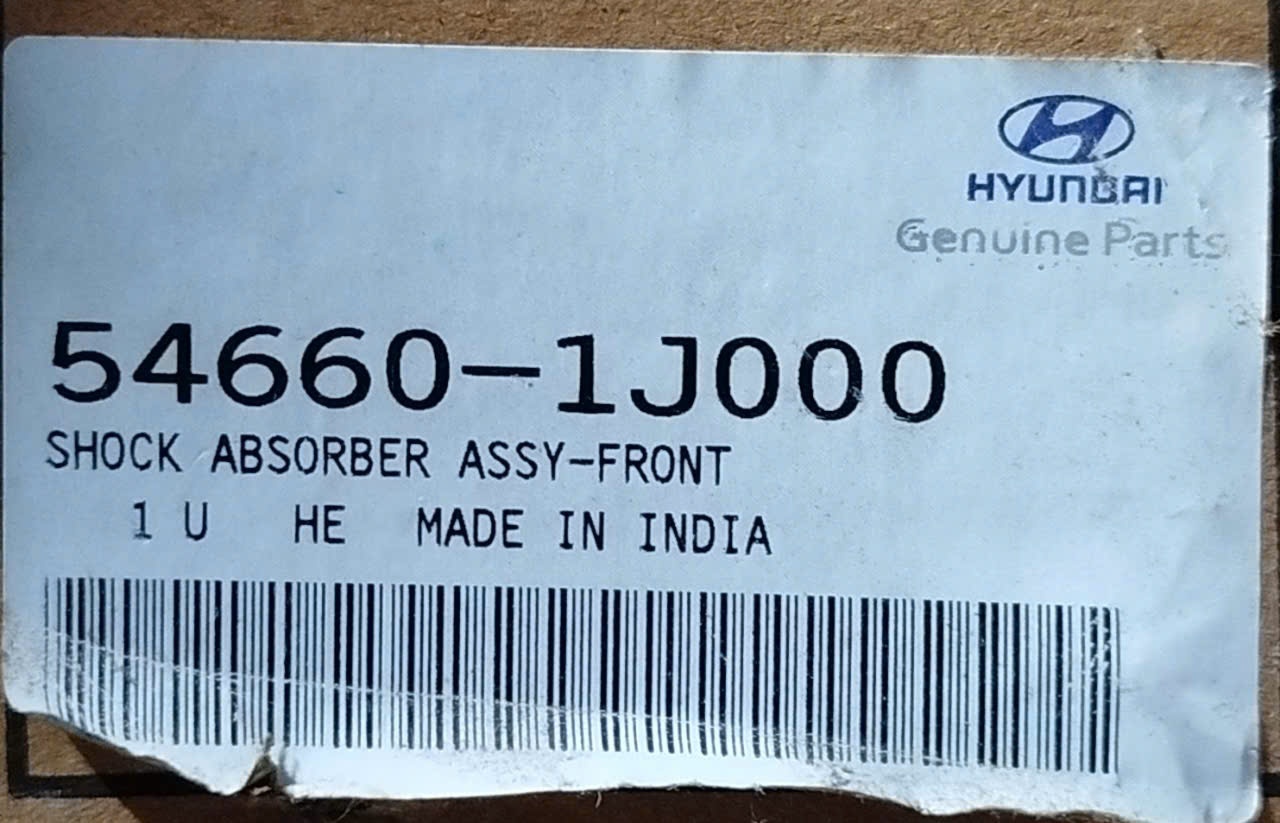 HYUNDAI
Genuine Parts
54660-1J000
SHOCK ABSORBER ASSY-FRONT
1 U HE MADE IN INDIA